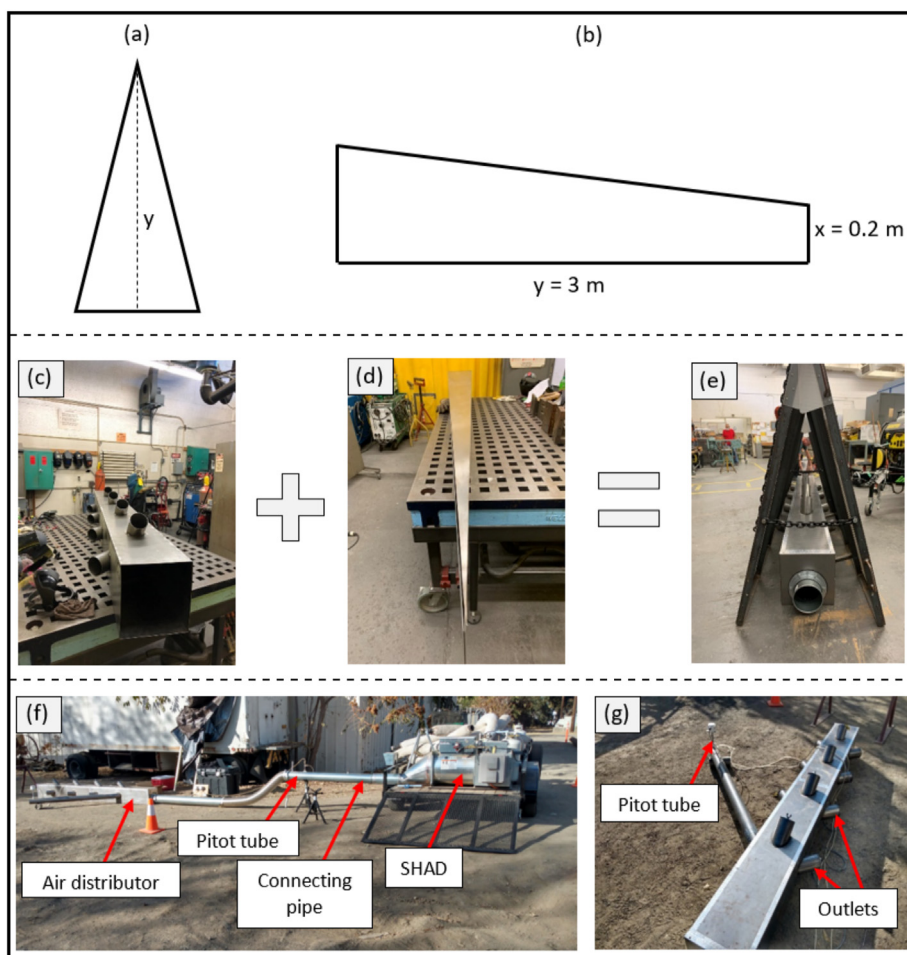 (a)
(b)
y
x = 0.2 m
y = 3 m
(c)
(d)
(e)
(f)
(g)
Pitot tube
Pitot tube
SHAD
Connecting
pipe
Air distributor
Outlets